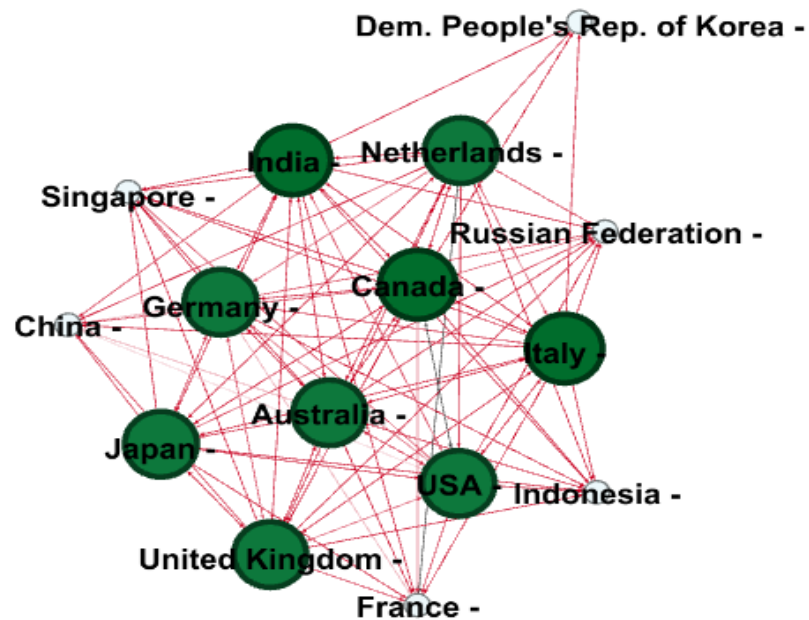 Dem. People's Rep. of Korea -
India -
Netherlands -
Singapore -
Russian Federation -
Canada -
Germany -
China -
Italy -
Australia -
Japan -
USA -
Indonesia -
United Kingdom -
France -